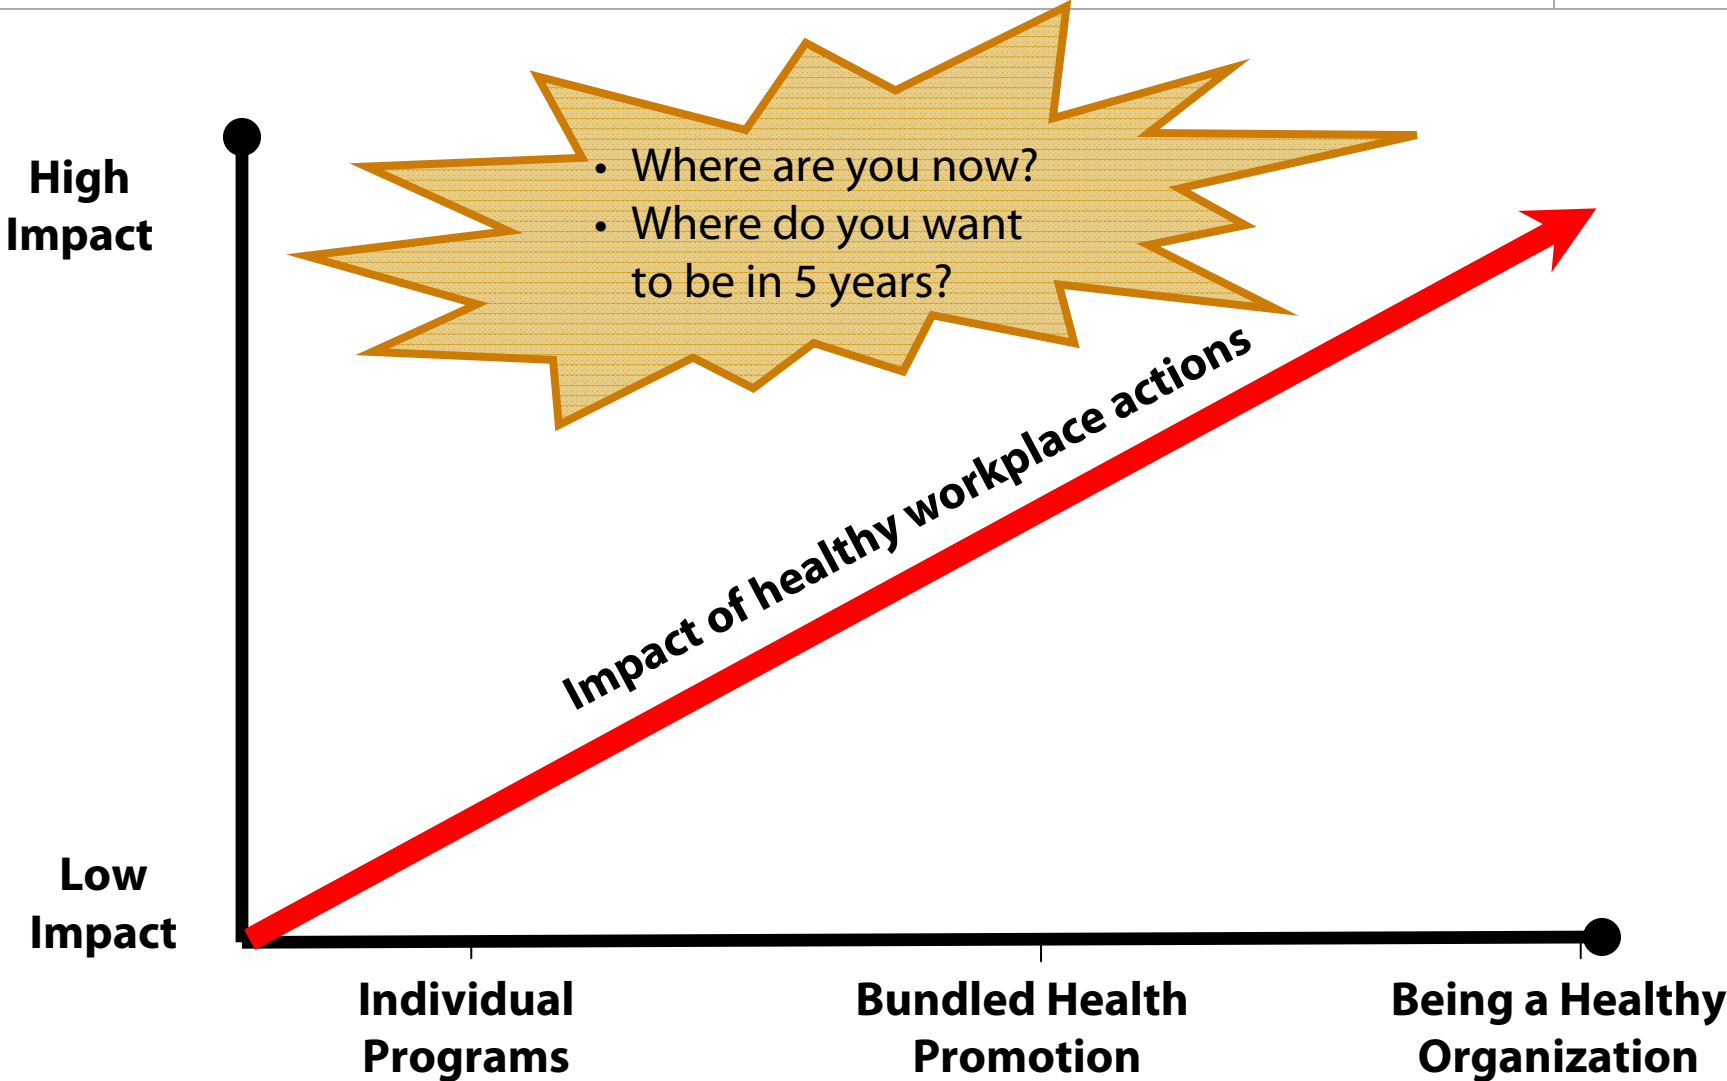 • Where are you now?
• Where do you want
to be in 5 years?
High
Impact
Impact of healthy workplace actions
Low
Impact
Individual
Programs
Bundled Health
Promotion
Being a Healthy
Organization